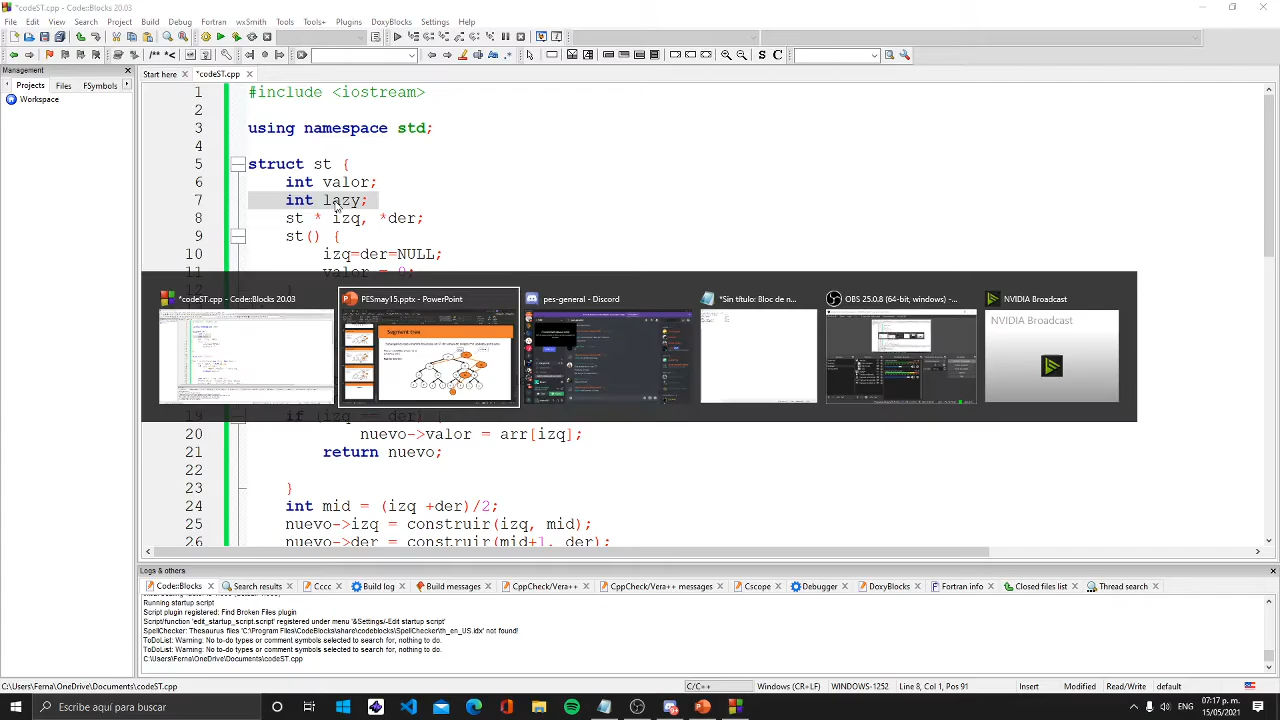 *codeST.cpp - Code::Blocks 20.03
File Edit View Search Project Build Debug Fortran wxSmith Tools Tools+ Plugins DoxyBlocks Settings Help
Management
Projects Files FSymbols
Workspace
Start here *codeST.cpp
1 #include <iostream>
2
3 using namespace std;
4
5 struct st {
6 int valor;
7 int lazy;
8 st * izq, *der;
9 st() {
10 izq=der=NULL;
11 valor = 0;
*codeST.cpp - Code::Blocks 20.03
PESmay15.pptx - PowerPoint
pes-general - Discord
*Sin título: Bloc de n...
OBS 25.0.8 (64-bit, windows) -...
NVIDIA Broadcast
NVIDIA Broadcast
Segment tree
if (izq == der) {
20 nuevo->valor = arr[izq];
21 return nuevo;
22
23 }
24 int mid = (izq +der)/2;
25 nuevo->izq = construir(izq, mid);
26 nuevo->der = construir(mid+1, der);
Logs & others
Code::Blocks Search results Cccc Build log Build messages CppCheck/Vera++ CppCheck/Vera++ messages Cscope Debugger DoxyBlocks Fortran info Closed files list Thread search
Running startup script
Script plugin registered: Find Broken Files plugin
Script/function 'edit_startup_script.script' registered under menu '&Settings/-Edit startup script'
SpellChecker: Thesaurus files 'C:\Program Files\CodeBlocks\share\codeblocks\SpellChecker\th_en_US.idx' not found!
ToDoList: Warning: No to-do types or comment symbols selected to search for, nothing to do.
ToDoList: Warning: No to-do types or comment symbols selected to search for, nothing to do.
C:\Users\Ferna\OneDrive\Documents\codeST.cpp
C:\Users\Ferna\OneDrive\Documents\codeST.cpp C/C++ Windows (CR+LF) WINDOWS-1252 Line 8, Col 1, Pos 91 Insert Modified Read/Write default
Escribe aquí para buscar
ENG
07:17 p. m.
15/05/2021